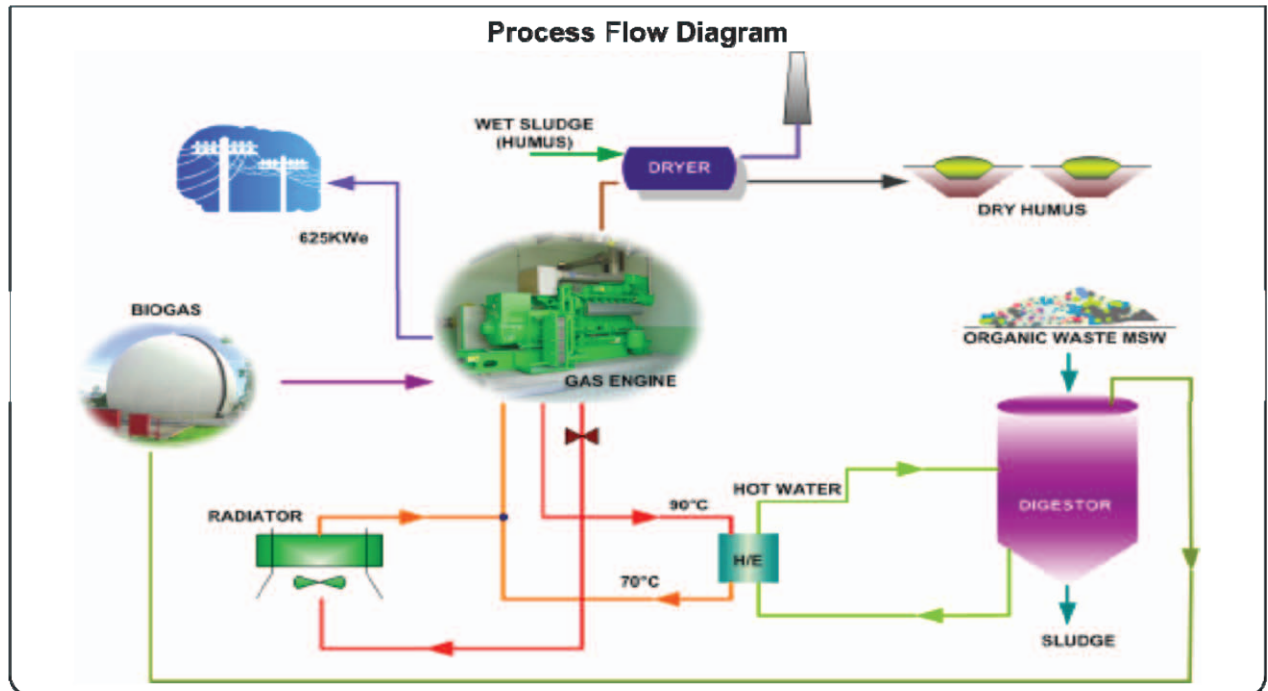 Process Flow Diagram
WET SLUDGE
(HUMUS)
DRYER
DRY HUMUS
625KWe
BIOGAS
GAS ENGINE
ORGANIC WASTE MSW
RADIATOR
90°C
HOT WATER
DIGESTOR
H/E
70°C
SLUDGE